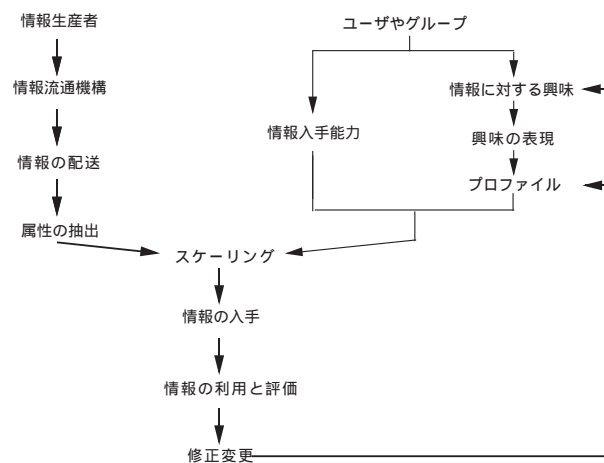 情報生産者
情報流通機構
情報の配送
属性の抽出
ユーザやグループ
情報入手能力
情報に対する興味
興味の表現
プロファイル
スケーリング
情報の入手
情報の利用と評価
修正変更